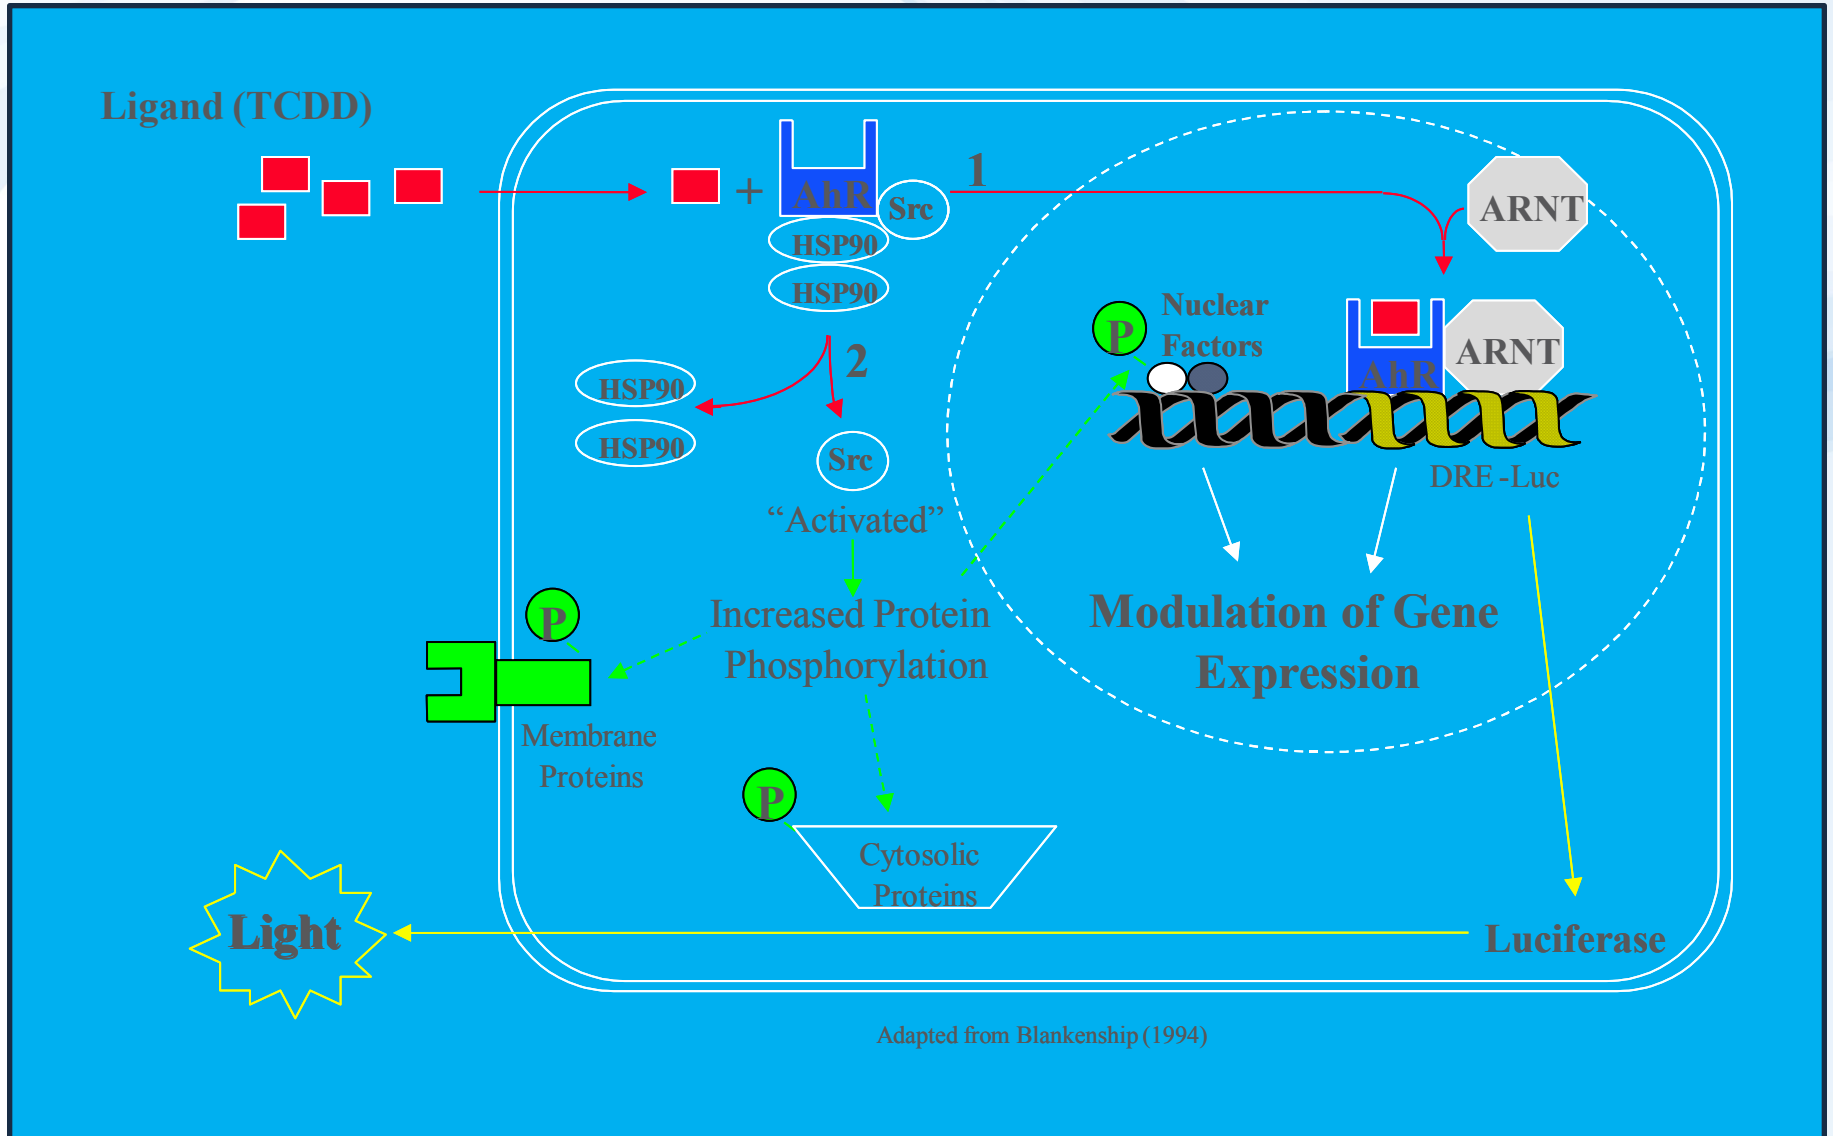 Ligand (TCDD)
+
AhR
Src
HSP90
HSP90
1
ARNT
2
HSP90
HSP90
Src
“Activated”
Increased Protein
Phosphorylation
P
Nuclear
Factors
AhR
ARNT
DRE -Luc
Modulation of Gene
Expression
P
Membrane
Proteins
P
Cytosolic
Proteins
Light
Luciferase
Adapted from Blankenship (1994)